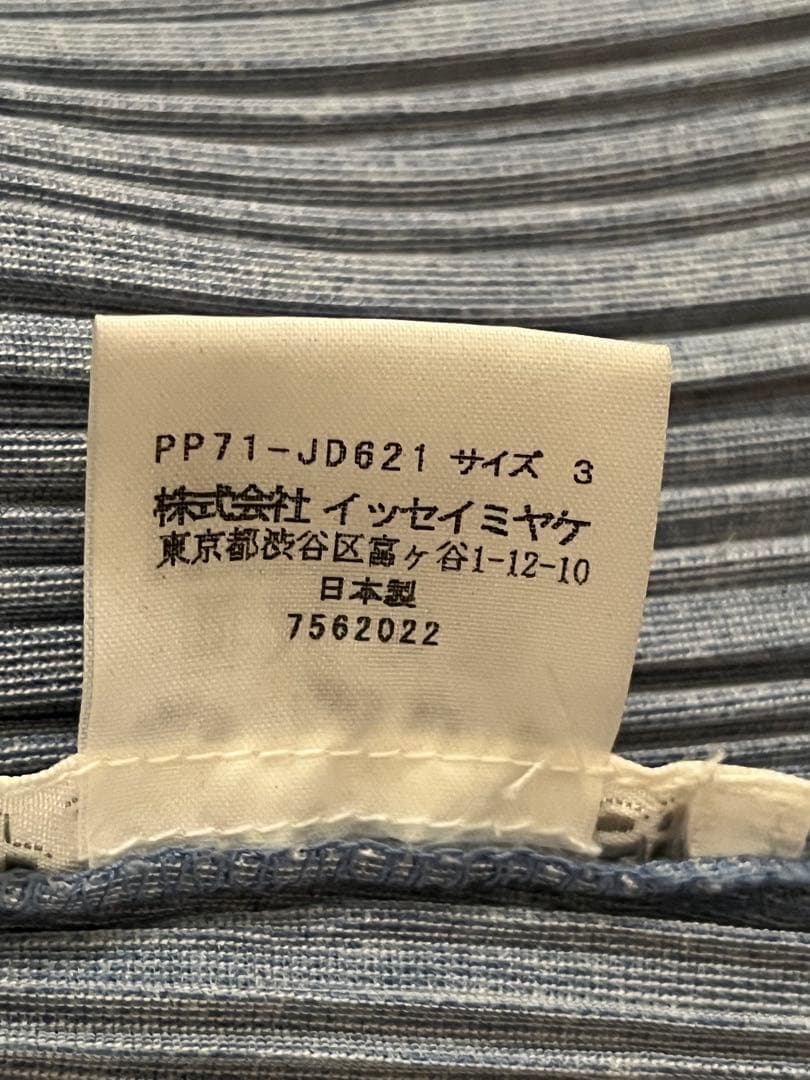 PP71-JD621 サイズ 3
株式会社 イッセイミヤケ
東京都渋谷区富ヶ谷1-12-10
日本製
7562022